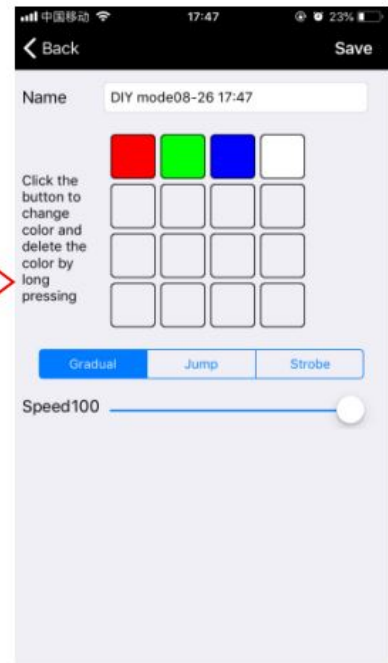 中国移动 17:47 23%
Back Save
Name DIY mode08-26 17:47
Click the
button to
change
color and
delete the
color by
long
pressing
Gradual Jump Strobe
Speed100